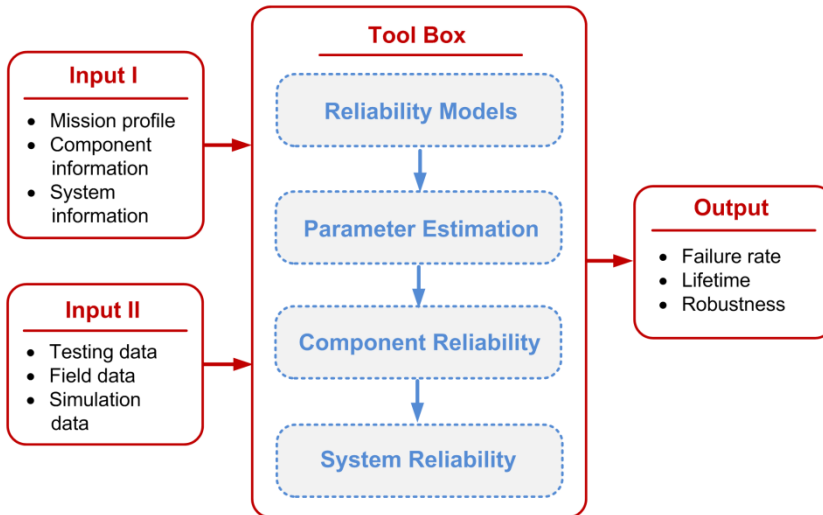 Input I
• Mission profile
• Component
information
• System
information
Input II
• Testing data
• Field data
• Simulation
data
Tool Box
Reliability Models
Parameter Estimation
Component Reliability
System Reliability
Output
• Failure rate
• Lifetime
• Robustness